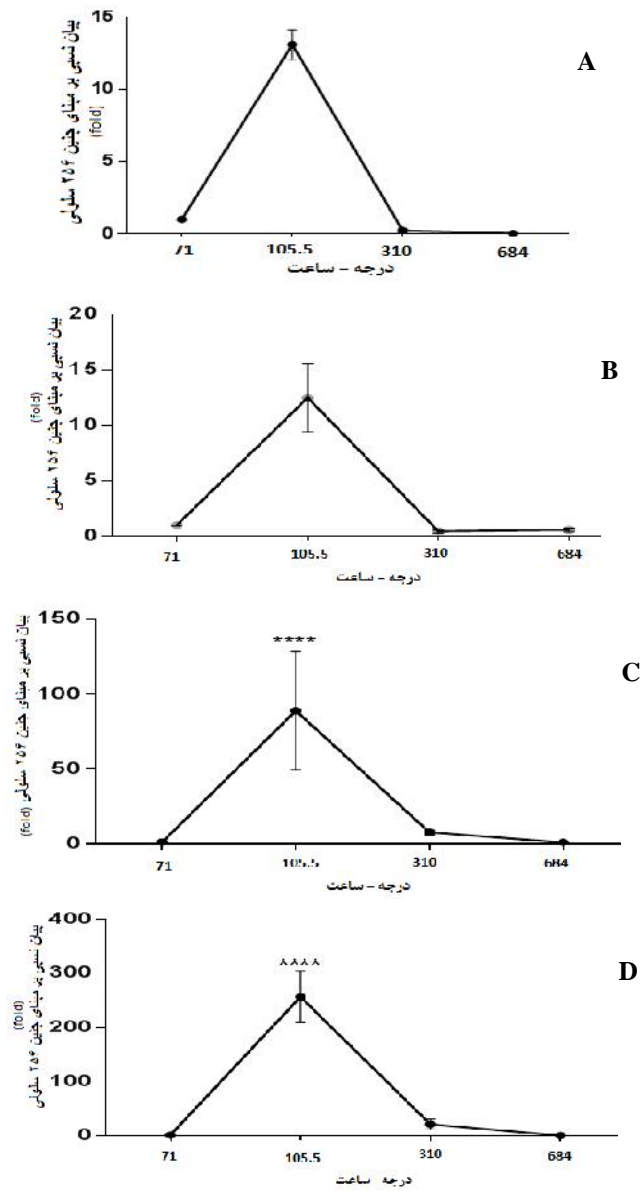 15
10
5
0
بیان نسبی بر مبنای جنین ۲۵۶ سلولی
(fold)
71
105.5
310
684
درجه – ساعت
A
20
15
10
5
0
بیان نسبی بر مبنای جنین ۲۵۶ سلولی
(fold)
71
105.5
310
684
درجه – ساعت
B
150
100
50
0
بیان نسبی بر مبنای جنین ۲۵۶ سلولی (fold)
****
71
105.5
310
684
درجه – ساعت
C
400
300
200
100
0
بیان نسبی بر مبنای جنین ۲۵۶ سلولی
(fold)
****
71
105.5
310
684
درجه – ساعت
D